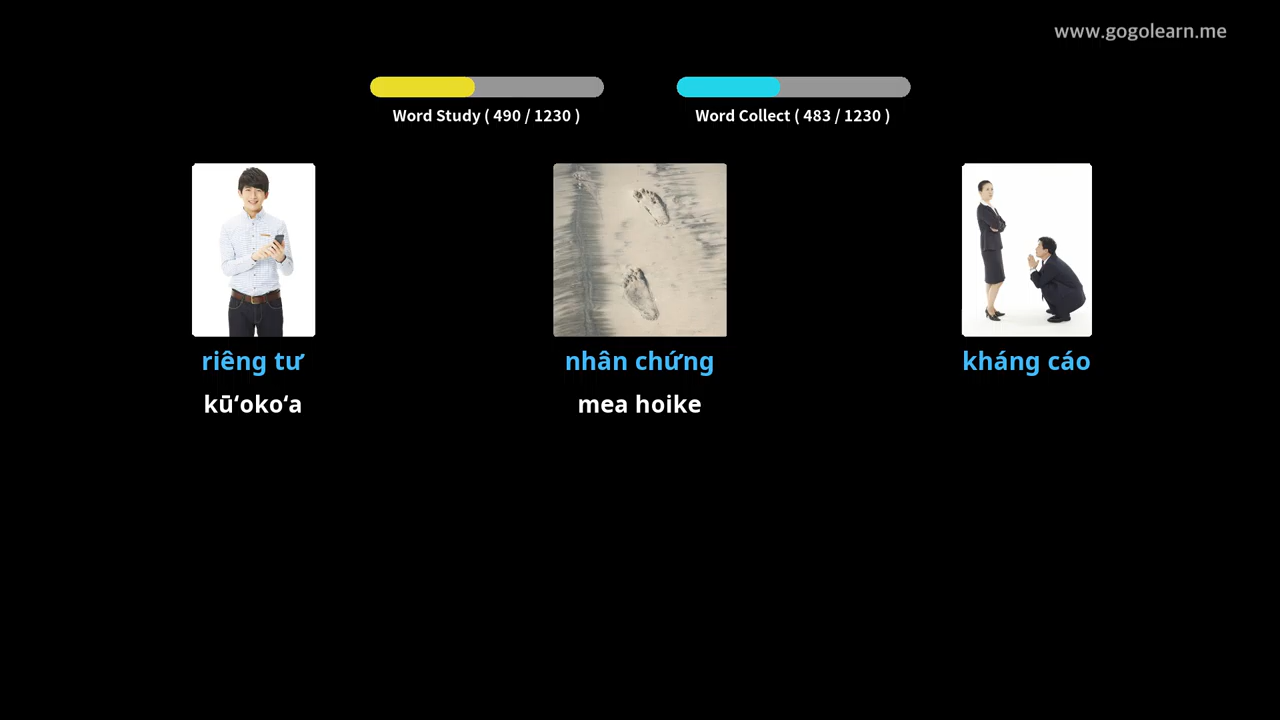 www.gogolearn.me
Word Study ( 490 / 1230 )
Word Collect ( 483 / 1230 )
riêng tư
kūʻokoʻa
nhân chứng
mea hoike
kháng cáo